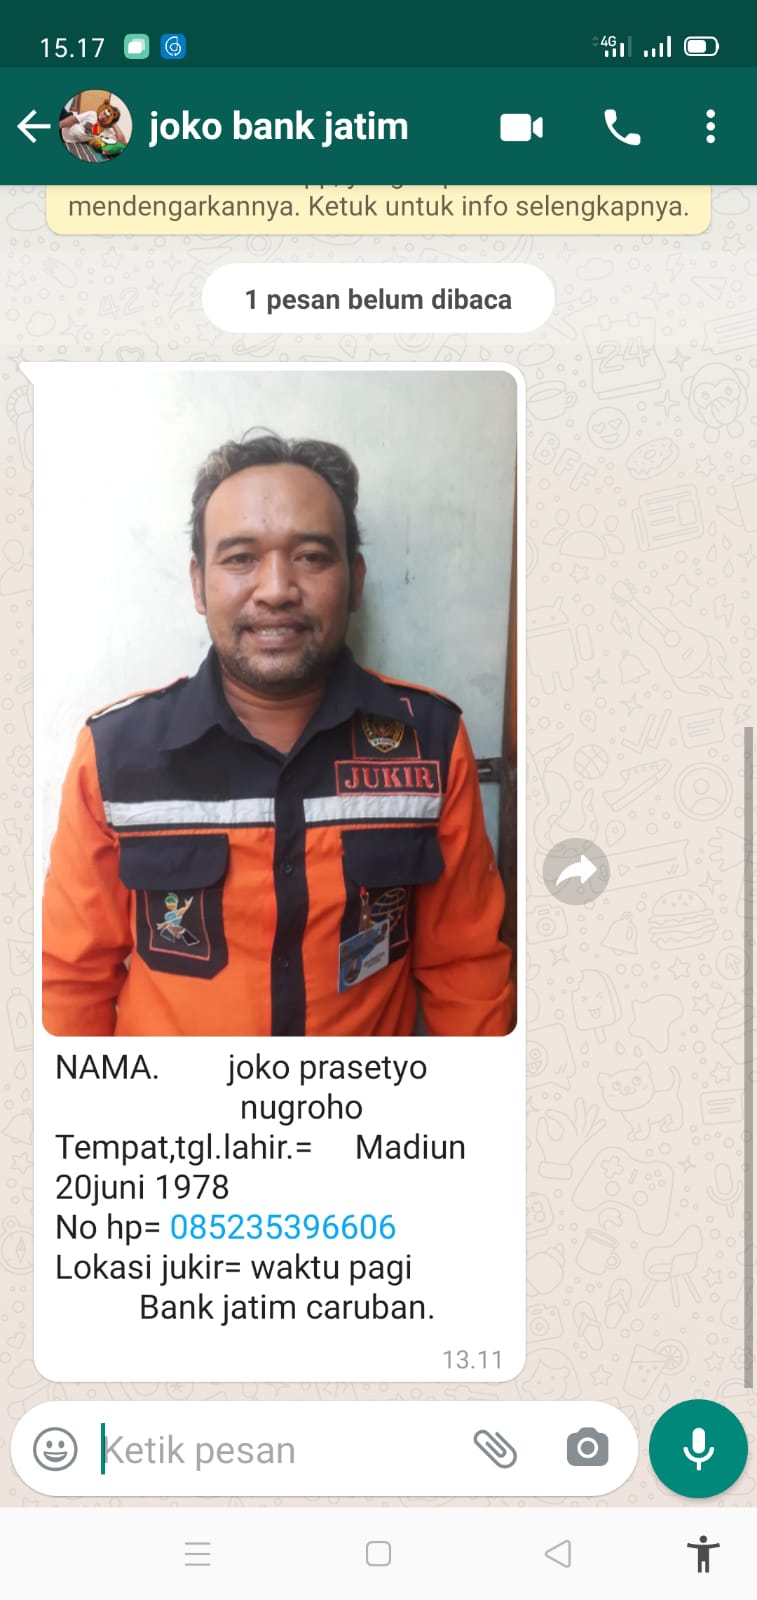 15.17
4G
joko bank jatim
mendengarkannya. Ketuk untuk info selengkapnya.
1 pesan belum dibaca
JUKIR
NAMA. joko prasetyo
nugroho
Tempat,tgl.lahir.= Madiun
20juni 1978
No hp= 085235396606
Lokasi jukir= waktu pagi
Bank jatim caruban.
13.11
Ketik pesan